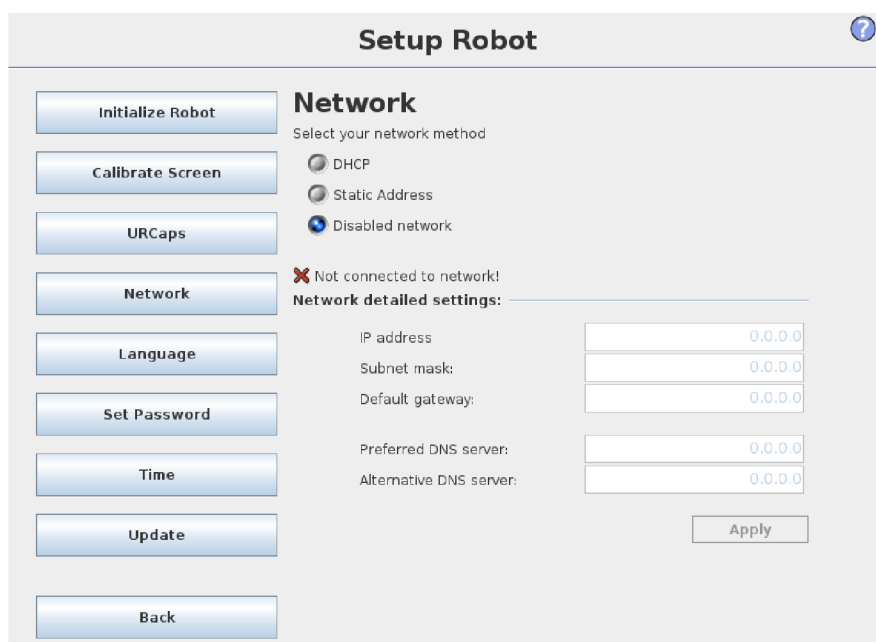 Setup Robot
?
Initialize Robot
Calibrate Screen
URCaps
Network
Language
Set Password
Time
Update
Back
Network
Select your network method
DHCP
Static Address
Disabled network
Not connected to network!
Network detailed settings:
IP address 0.0.0.0
Subnet mask: 0.0.0.0
Default gateway: 0.0.0.0
Preferred DNS server: 0.0.0.0
Alternative DNS server: 0.0.0.0
Apply